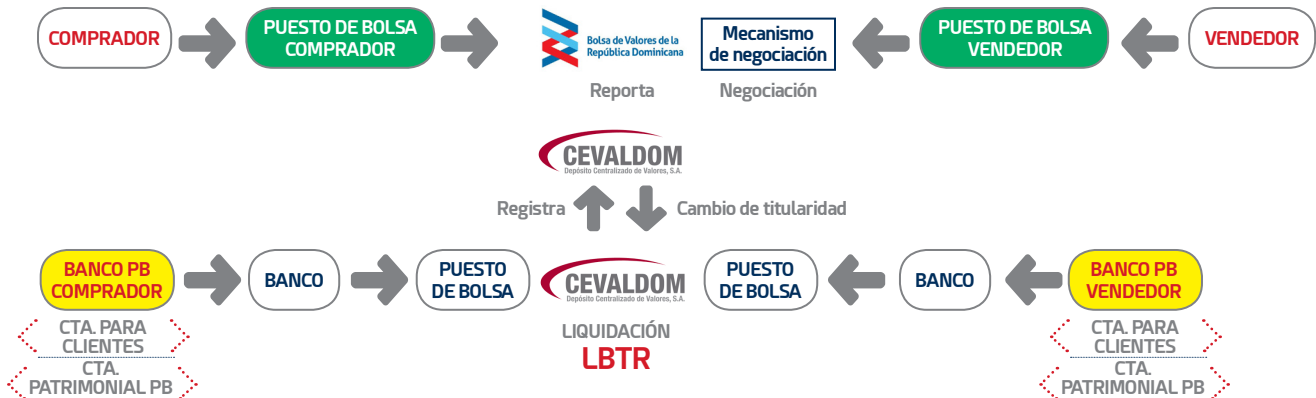 COMPRADOR
PUESTO DE BOLSA
COMPRADOR
Bolsa de Valores de la
República Dominicana
Mecanismo
de negociación
PUESTO DE BOLSA
VENDEDOR
VENDEDOR
Reporta
Negociación
CEVALDOM
Depósito Centralizado de Valores, S.A.
Registra
Cambio de titularidad
BANCO PB
COMPRADOR
BANCO
PUESTO
DE BOLSA
CEVALDOM
Depósito Centralizado de Valores, S.A.
PUESTO
DE BOLSA
BANCO
BANCO PB
VENDEDOR
CTA. PARA
CLIENTES
CTA.
PATRIMONIAL PB
LIQUIDACIÓN
LBTR
CTA. PARA
CLIENTES
CTA.
PATRIMONIAL PB